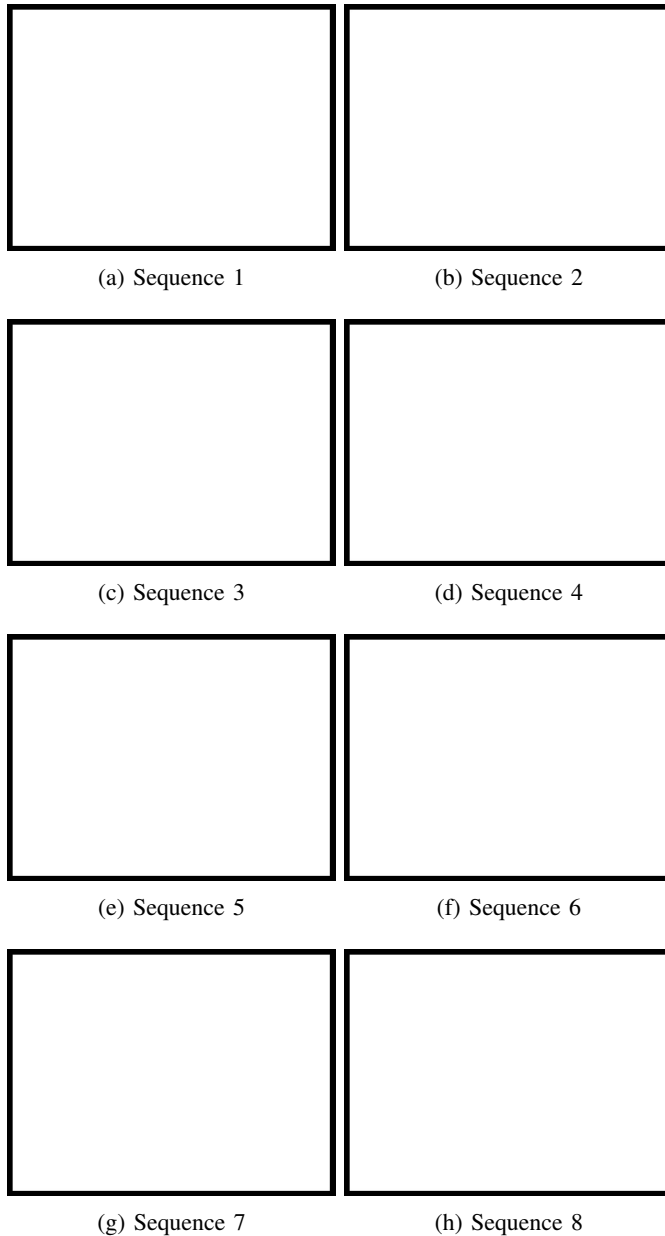 (a) Sequence 1
(b) Sequence 2
(c) Sequence 3
(d) Sequence 4
(e) Sequence 5
(f) Sequence 6
(g) Sequence 7
(h) Sequence 8